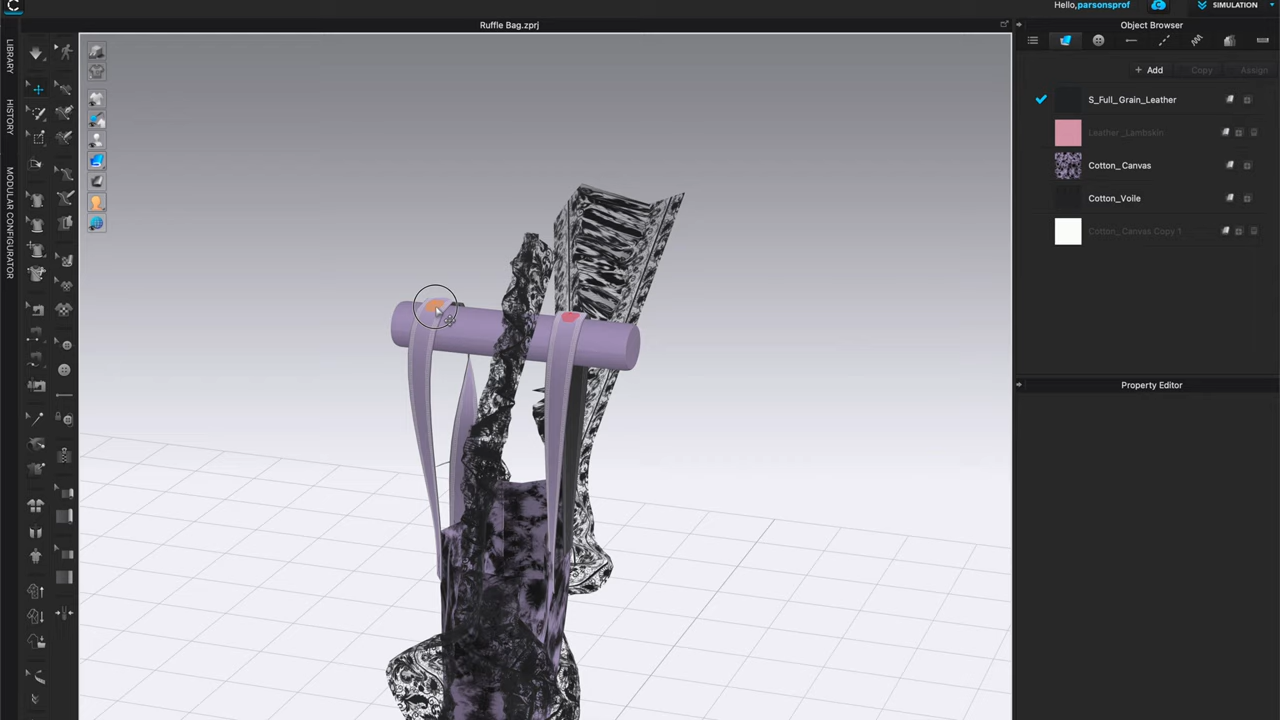 Hello,parsonsprof
SIMULATION
Ruffle Bag.zprj
Object Browser
LIBRARY
HISTORY
MODULAR CONFIGURATOR
+ Add
Copy
Assign
S_Full_Grain_Leather
Leather_Lambskin
Cotton_Canvas
Cotton_Voile
Cotton_Canvas Copy 1
Property Editor